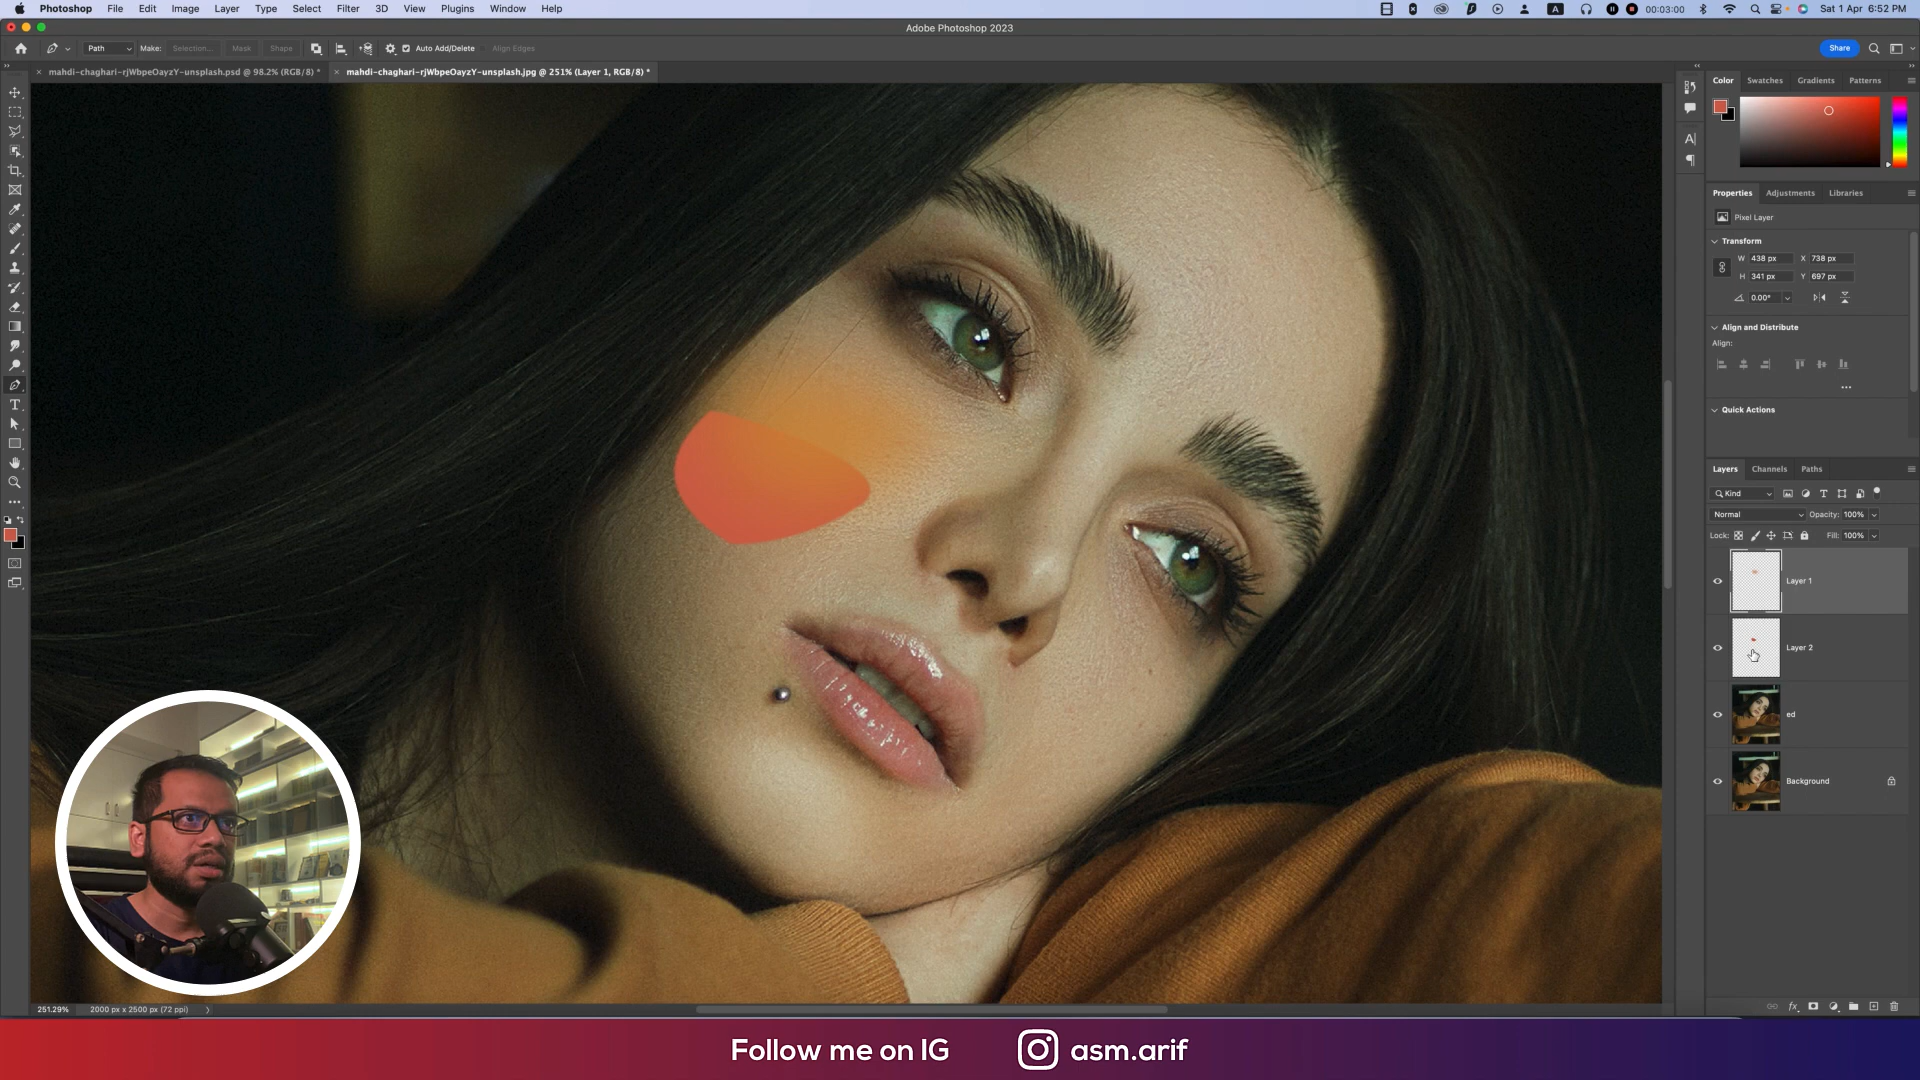 Photoshop File Edit Image Layer Type Select Filter 3D View Plugins Window Help
A 00:03:00 Sat 1 Apr 6:52 PM
Adobe Photoshop 2023
Path Make: Selection... Mask Shape Auto Add/Delete Align Edges Share
× mahdi-chaghari-rjWbpeOayzY-unsplash.psd @ 98.2% (RGB/8) * × mahdi-chaghari-rjWbpeOayzY-unsplash.jpg @ 251% (Layer 1, RGB/8) *
Color Swatches Gradients Patterns
Properties Adjustments Libraries
Pixel Layer
Transform
W 438 px X 738 px
H 341 px Y 697 px
0.00°
Align and Distribute
Align:
Quick Actions
Layers Channels Paths
Kind
Normal Opacity: 100%
Lock: Fill: 100%
Layer 1
Layer 2
ed
Background
fx
251.29% 2000 px x 2500 px (72 ppi)
Follow me on IG asm.arif